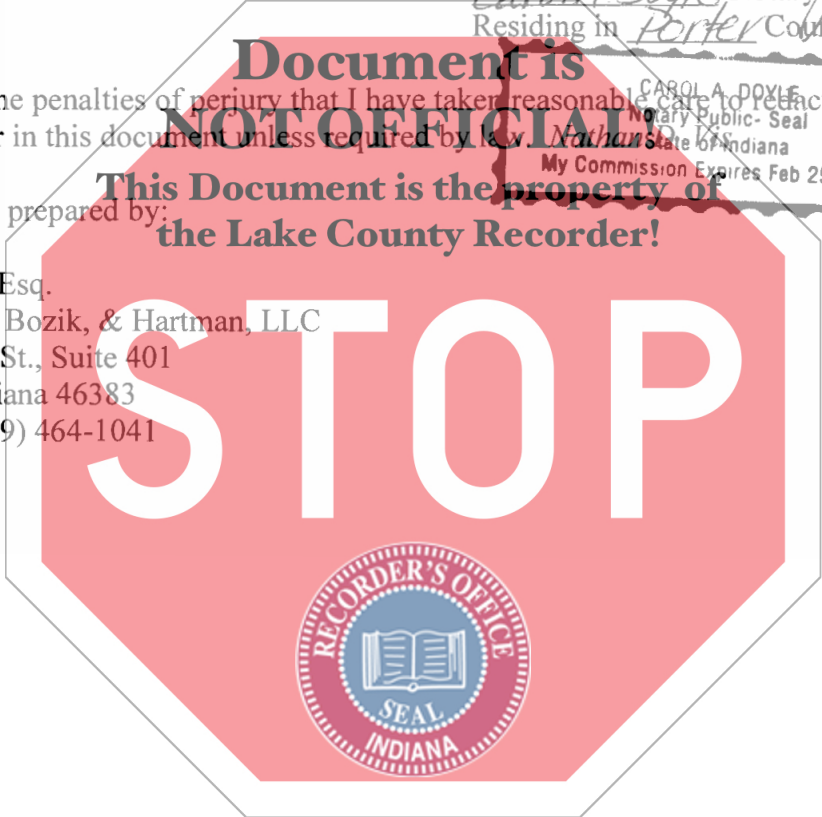 Residing in Porter Cou
Document is
CAROL A. DOYLE
he penalties of perjury that I have taken reasonable care to redac
Notary Public- Seal
r in this document unless required by law. Nathan D. Vis
NOT OFFICIAL!
State of Indiana
My Commission Expires Feb 25
This Document is the property of
prepared by:
the Lake County Recorder!
Esq.
Bozik, & Hartman, LLC
St., Suite 401
iana 46383
9) 464-1041
STOP
RECORDER'S OFFICE
SEAL
INDIANA